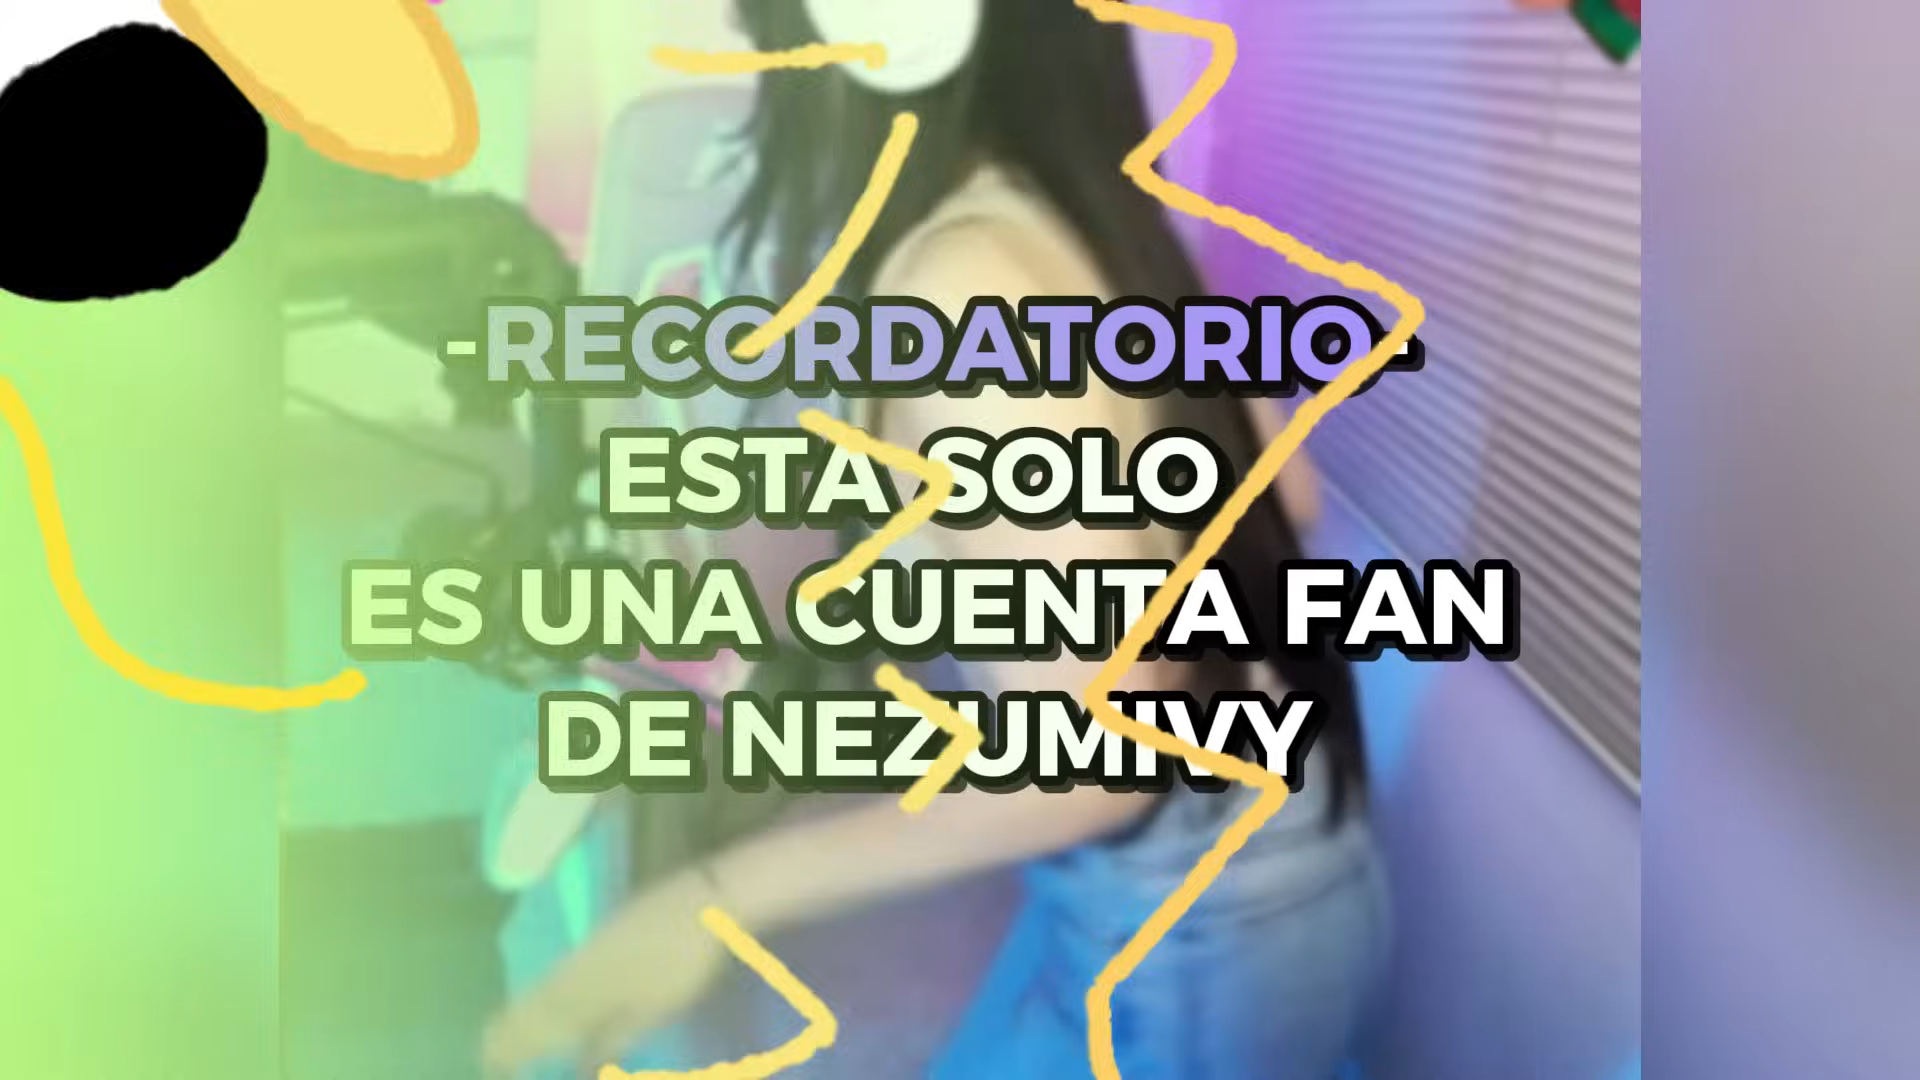 -RECORDATORIO-
ESTA SOLO
ES UNA CUENTA FAN
DE NEZUMIVY